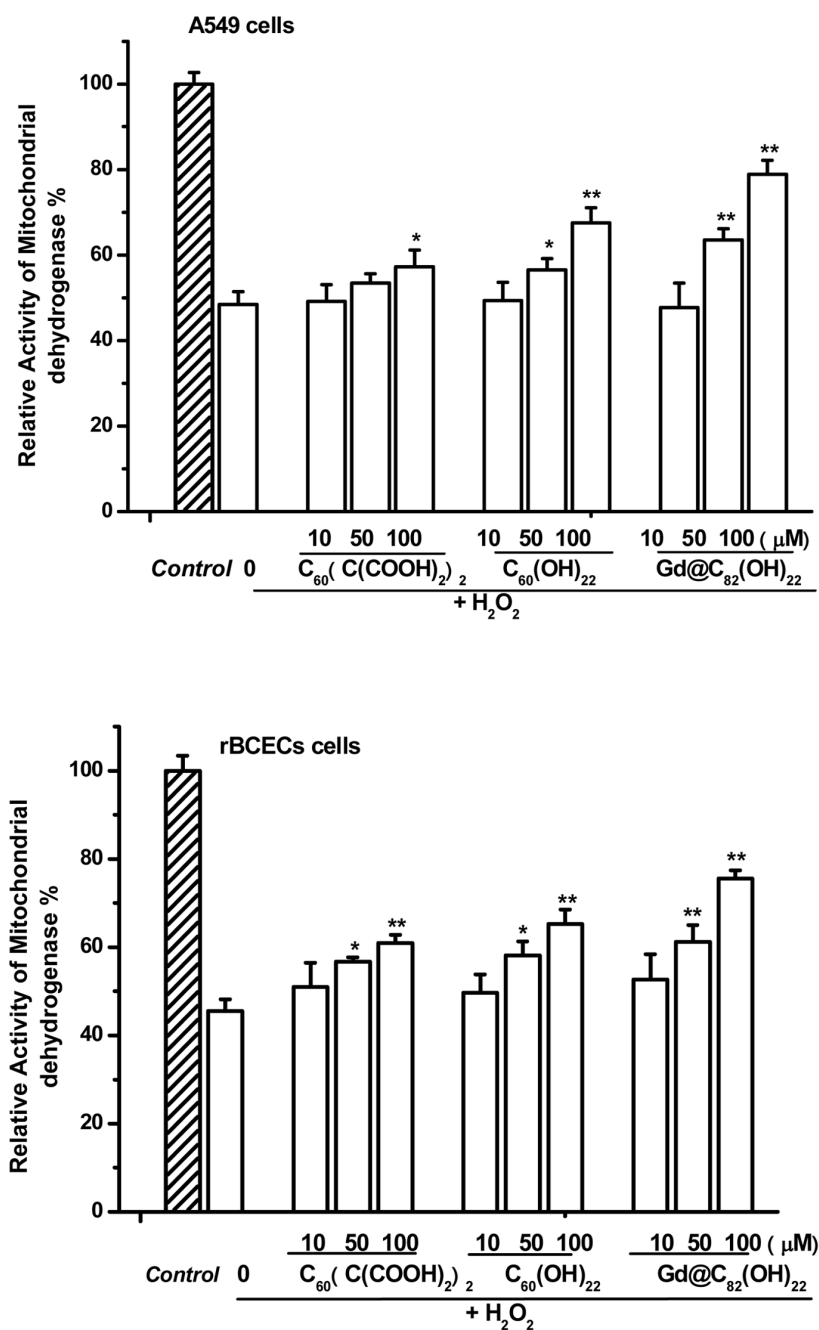 A549 cells
Relative Activity of Mitochondrial
dehydrogenase %
100
80
60
40
20
0
*
*
**
**
**
10 50 100 10 50 100 10 50 100 ( μM)
Control 0 C₆₀( C(COOH)₂) ₂ C₆₀(OH)₂₂ Gd@C₈₂(OH)₂₂
+ H₂O₂
rBCECs cells
Relative Activity of Mitochondrial
dehydrogenase %
100
80
60
40
20
0
*
**
*
**
**
**
10 50 100 10 50 100 10 50 100 ( μM)
Control 0 C₆₀( C(COOH)₂) ₂ C₆₀(OH)₂₂ Gd@C₈₂(OH)₂₂
+ H₂O₂